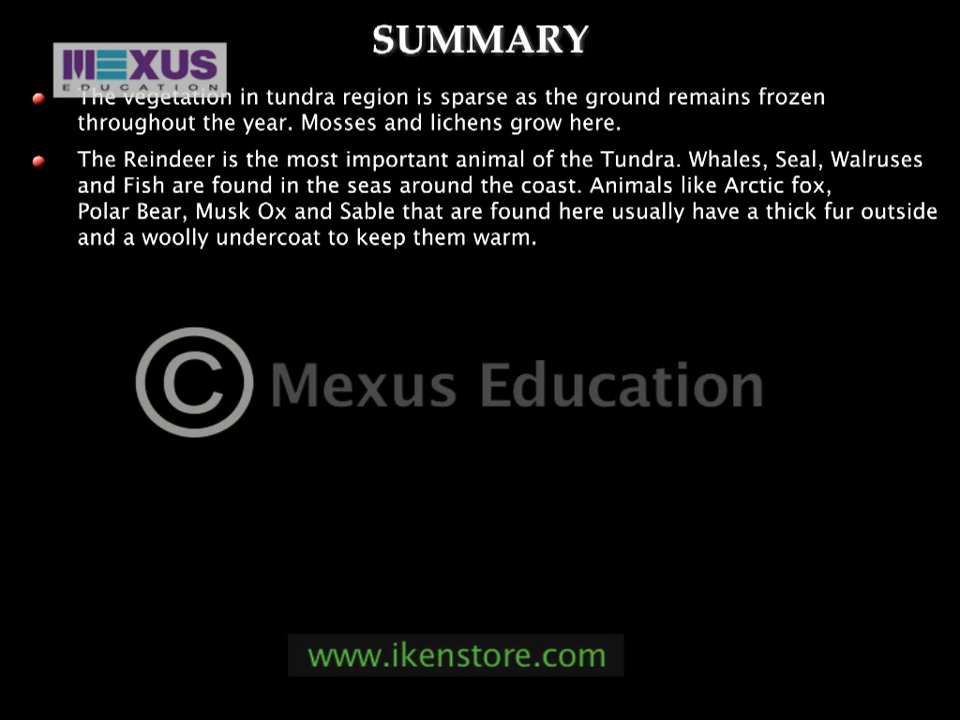 SUMMARY
MEXUS
EDUCATION
The vegetation in tundra region is sparse as the ground remains frozen
throughout the year. Mosses and lichens grow here.
The Reindeer is the most important animal of the Tundra. Whales, Seal, Walruses
and Fish are found in the seas around the coast. Animals like Arctic fox,
Polar Bear, Musk Ox and Sable that are found here usually have a thick fur outside
and a woolly undercoat to keep them warm.
© Mexus Education
www.ikenstore.com